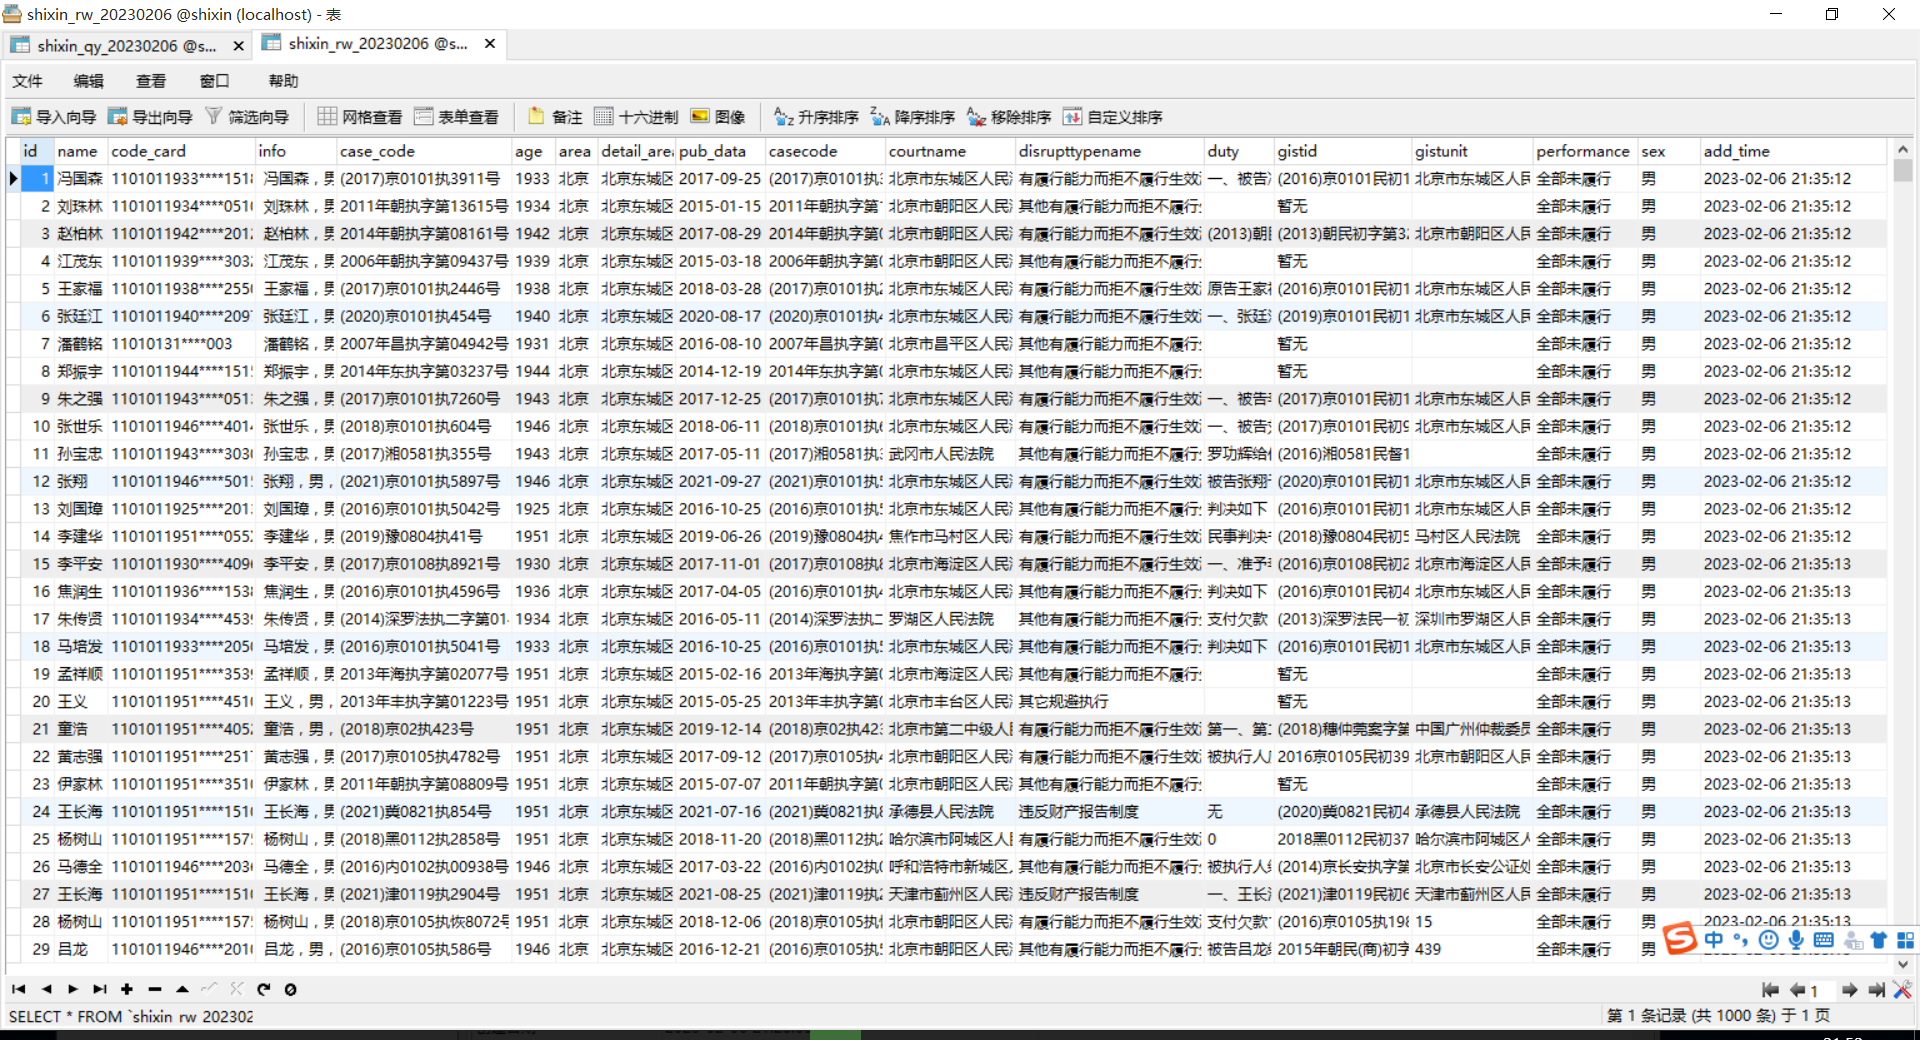 shixin_rw_20230206 @shixin (localhost) - 表
shixin_qy_20230206 @s... shixin_rw_20230206 @s...
文件 编辑 查看 窗口 帮助
导入向导 导出向导 筛选向导 网格查看 表单查看 备注 十六进制 图像 升序排序 降序排序 移除排序 自定义排序
id name code_card info case_code age area detail_area pub_data casecode courtname disrupttypename duty gistid gistunit performance sex add_time
1 冯国森 1101011933****151 冯国森，男 (2017)京0101执3911号 1933 北京 北京东城区 2017-09-25 (2017)京0101执 北京市东城区人民 有履行能力而拒不履行生效 一、被告 (2016)京0101民初1 北京市东城区人民 全部未履行 男 2023-02-06 21:35:12
2 刘珠林 1101011934****051 刘珠林，男 2011年朝执字第13615号 1934 北京 北京东城区 2015-01-15 2011年朝执字第 北京市朝阳区人民 其他有履行能力而拒不履行 暂无 全部未履行 男 2023-02-06 21:35:12
3 赵柏林 1101011942****201 赵柏林，男 2014年朝执字第08161号 1942 北京 北京东城区 2017-08-29 2014年朝执字第 北京市朝阳区人民 有履行能力而拒不履行生效 (2013)朝 (2013)朝民初字第3 北京市朝阳区人民 全部未履行 男 2023-02-06 21:35:12
4 江茂东 1101011939****303 江茂东，男 2006年朝执字第09437号 1939 北京 北京东城区 2015-03-18 2006年朝执字第 北京市朝阳区人民 其他有履行能力而拒不履行 暂无 全部未履行 男 2023-02-06 21:35:12
5 王家福 1101011938****255 王家福，男 (2017)京0101执2446号 1938 北京 北京东城区 2018-03-28 (2017)京0101执 北京市东城区人民 有履行能力而拒不履行生效 原告王家 (2016)京0101民初1 北京市东城区人民 全部未履行 男 2023-02-06 21:35:12
6 张廷江 1101011940****209 张廷江，男 (2020)京0101执454号 1940 北京 北京东城区 2020-08-17 (2020)京0101执 北京市东城区人民 有履行能力而拒不履行生效 一、张廷 (2019)京0101民初1 北京市东城区人民 全部未履行 男 2023-02-06 21:35:12
7 潘鹤铭 11010131****003 潘鹤铭，男 2007年昌执字第04942号 1931 北京 北京东城区 2016-08-10 2007年昌执字第 北京市昌平区人民 其他有履行能力而拒不履行 暂无 全部未履行 男 2023-02-06 21:35:12
8 郑振宇 1101011944****151 郑振宇，男 2014年东执字第03237号 1944 北京 北京东城区 2014-12-19 2014年东执字第 北京市东城区人民 其他有履行能力而拒不履行 暂无 全部未履行 男 2023-02-06 21:35:12
9 朱之强 1101011943****051 朱之强，男 (2017)京0101执7260号 1943 北京 北京东城区 2017-12-25 (2017)京0101执 北京市东城区人民 有履行能力而拒不履行生效 一、被告 (2017)京0101民初1 北京市东城区人民 全部未履行 男 2023-02-06 21:35:12
10 张世乐 1101011946****401 张世乐，男 (2018)京0101执604号 1946 北京 北京东城区 2018-06-11 (2018)京0101执 北京市东城区人民 有履行能力而拒不履行生效 一、被告 (2017)京0101民初9 北京市东城区人民 全部未履行 男 2023-02-06 21:35:12
11 孙宝忠 1101011943****303 孙宝忠，男 (2017)湘0581执355号 1943 北京 北京东城区 2017-05-11 (2017)湘0581执 武冈市人民法院 其他有履行能力而拒不履行 罗功辉给 (2016)湘0581民督1 全部未履行 男 2023-02-06 21:35:12
12 张翔 1101011946****501 张翔，男， (2021)京0101执5897号 1946 北京 北京东城区 2021-09-27 (2021)京0101执 北京市东城区人民 有履行能力而拒不履行生效 被告张翔 (2020)京0101民初1 北京市东城区人民 全部未履行 男 2023-02-06 21:35:12
13 刘国璋 1101011925****201 刘国璋，男 (2016)京0101执5042号 1925 北京 北京东城区 2016-10-25 (2016)京0101执 北京市东城区人民 其他有履行能力而拒不履行 判决如下 (2016)京0101民初1 北京市东城区人民 全部未履行 男 2023-02-06 21:35:12
14 李建华 1101011951****055 李建华，男 (2019)豫0804执41号 1951 北京 北京东城区 2019-06-26 (2019)豫0804执 焦作市马村区人民 有履行能力而拒不履行生效 民事判决 (2018)豫0804民初5 马村区人民法院 全部未履行 男 2023-02-06 21:35:12
15 李平安 1101011930****409 李平安，男 (2017)京0108执8921号 1930 北京 北京东城区 2017-11-01 (2017)京0108执 北京市海淀区人民 有履行能力而拒不履行生效 一、准予 (2016)京0108民初2 北京市海淀区人民 全部未履行 男 2023-02-06 21:35:13
16 焦润生 1101011936****153 焦润生，男 (2016)京0101执4596号 1936 北京 北京东城区 2017-04-05 (2016)京0101执 北京市东城区人民 其他有履行能力而拒不履行 判决如下 (2016)京0101民初4 北京市东城区人民 全部未履行 男 2023-02-06 21:35:13
17 朱传贤 1101011934****453 朱传贤，男 (2014)深罗法执二字第01 1934 北京 北京东城区 2016-05-11 (2014)深罗法执二 罗湖区人民法院 其他有履行能力而拒不履行 支付欠款 (2013)深罗法民一初 深圳市罗湖区人民 全部未履行 男 2023-02-06 21:35:13
18 马培发 1101011933****205 马培发，男 (2016)京0101执5041号 1933 北京 北京东城区 2016-10-25 (2016)京0101执 北京市东城区人民 其他有履行能力而拒不履行 判决如下 (2016)京0101民初1 北京市东城区人民 全部未履行 男 2023-02-06 21:35:13
19 孟祥顺 1101011951****353 孟祥顺，男 2013年海执字第02077号 1951 北京 北京东城区 2015-02-16 2013年海执字第 北京市海淀区人民 其他有履行能力而拒不履行 暂无 全部未履行 男 2023-02-06 21:35:13
20 王义 1101011951****451 王义，男， 2013年丰执字第01223号 1951 北京 北京东城区 2015-05-25 2013年丰执字第 北京市丰台区人民 其它规避执行 暂无 全部未履行 男 2023-02-06 21:35:13
21 童浩 1101011951****405 童浩，男， (2018)京02执423号 1951 北京 北京东城区 2019-12-14 (2018)京02执423 北京市第二中级人 有履行能力而拒不履行生效 第一、第 (2018)穗仲莞案字第 中国广州仲裁委员 全部未履行 男 2023-02-06 21:35:13
22 黄志强 1101011951****251 黄志强，男 (2017)京0105执4782号 1951 北京 北京东城区 2017-09-12 (2017)京0105执 北京市朝阳区人民 有履行能力而拒不履行生效 被执行人 2016京0105民初39 北京市朝阳区人民 全部未履行 男 2023-02-06 21:35:13
23 伊家林 1101011951****351 伊家林，男 2011年朝执字第08809号 1951 北京 北京东城区 2015-07-07 2011年朝执字第 北京市朝阳区人民 其他有履行能力而拒不履行 暂无 全部未履行 男 2023-02-06 21:35:13
24 王长海 1101011951****151 王长海，男 (2021)冀0821执854号 1951 北京 北京东城区 2021-07-16 (2021)冀0821执 承德县人民法院 违反财产报告制度 无 (2020)冀0821民初4 承德县人民法院 全部未履行 男 2023-02-06 21:35:13
25 杨树山 1101011951****157 杨树山，男 (2018)黑0112执2858号 1951 北京 北京东城区 2018-11-20 (2018)黑0112执 哈尔滨市阿城区人 有履行能力而拒不履行生效 0 2018黑0112民初37 哈尔滨市阿城区人 全部未履行 男 2023-02-06 21:35:13
26 马德全 1101011946****203 马德全，男 (2016)内0102执00938号 1946 北京 北京东城区 2017-03-22 (2016)内0102执 呼和浩特市新城区 其他有履行能力而拒不履行 被执行人 (2014)京长安执字第 北京市长安公证处 全部未履行 男 2023-02-06 21:35:13
27 王长海 1101011951****151 王长海，男 (2021)津0119执2904号 1951 北京 北京东城区 2021-08-25 (2021)津0119执 天津市蓟州区人民 违反财产报告制度 一、王长 (2021)津0119民初6 天津市蓟州区人民 全部未履行 男 2023-02-06 21:35:13
28 杨树山 1101011951****157 杨树山，男 (2018)京0105执恢8072号 1951 北京 北京东城区 2018-12-06 (2018)京0105执 北京市朝阳区人民 有履行能力而拒不履行生效 支付欠款 (2016)京0105执198 15 全部未履行 男 2023-02-06 21:35:13
29 吕龙 1101011946****201 吕龙，男， (2016)京0105执586号 1946 北京 北京东城区 2016-12-21 (2016)京0105执 北京市朝阳区人民 其他有履行能力而拒不履行 被告吕龙 2015年朝民(商)初字 439 全部未履行 男
中
1
SELECT * FROM `shixin_rw_202302 第 1 条记录 (共 1000 条) 于 1 页